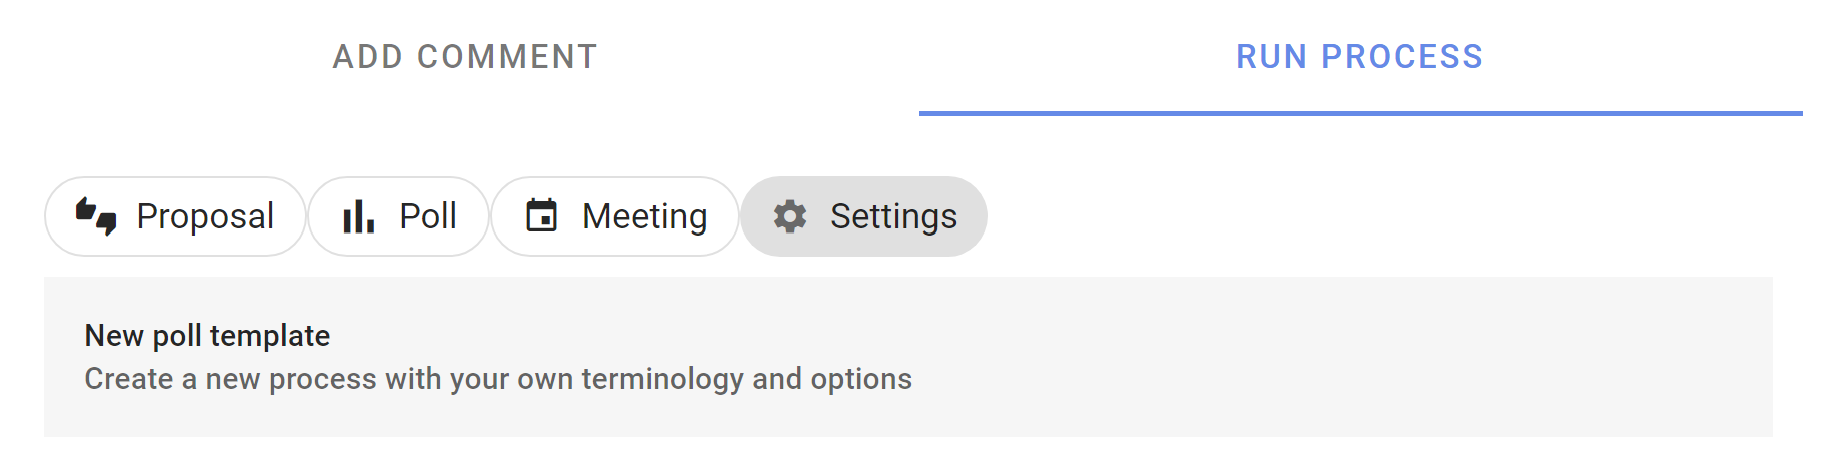 ADD COMMENT RUN PROCESS
Proposal Poll Meeting Settings
New poll template
Create a new process with your own terminology and options